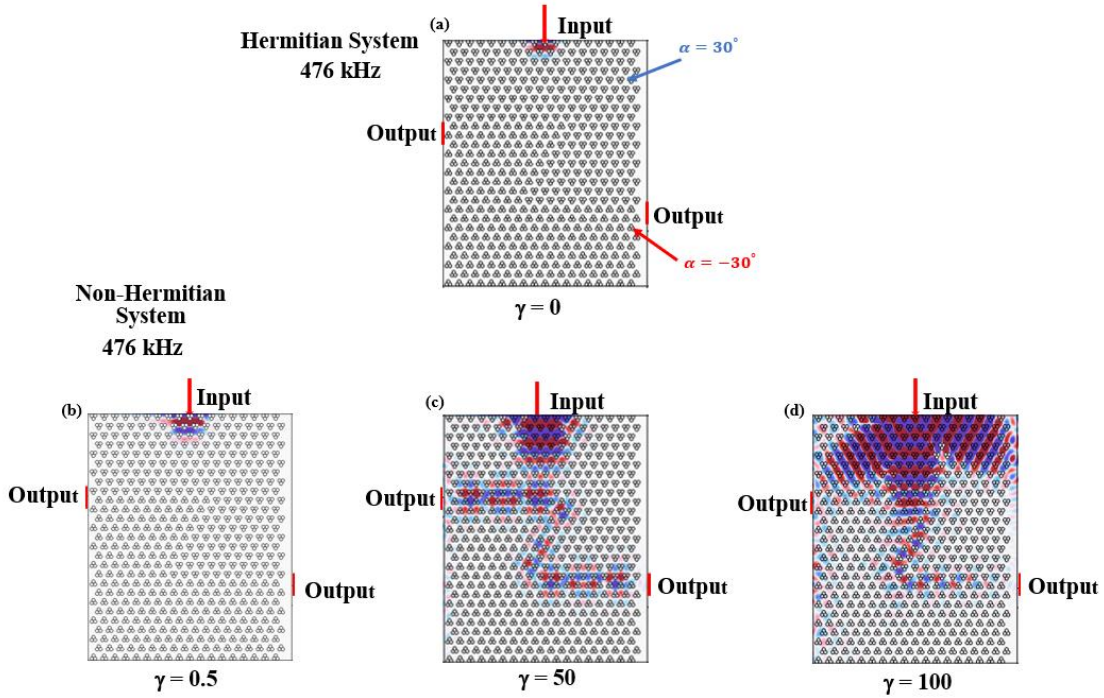 (a)
Input
Hermitian System
476 kHz
α = 30°
Output
Output
α = −30°
γ = 0
Non-Hermitian
System
476 kHz
(b)
Input
Output
Output
γ = 0.5
(c)
Input
Output
Output
γ = 50
(d)
Input
Output
Output
γ = 100